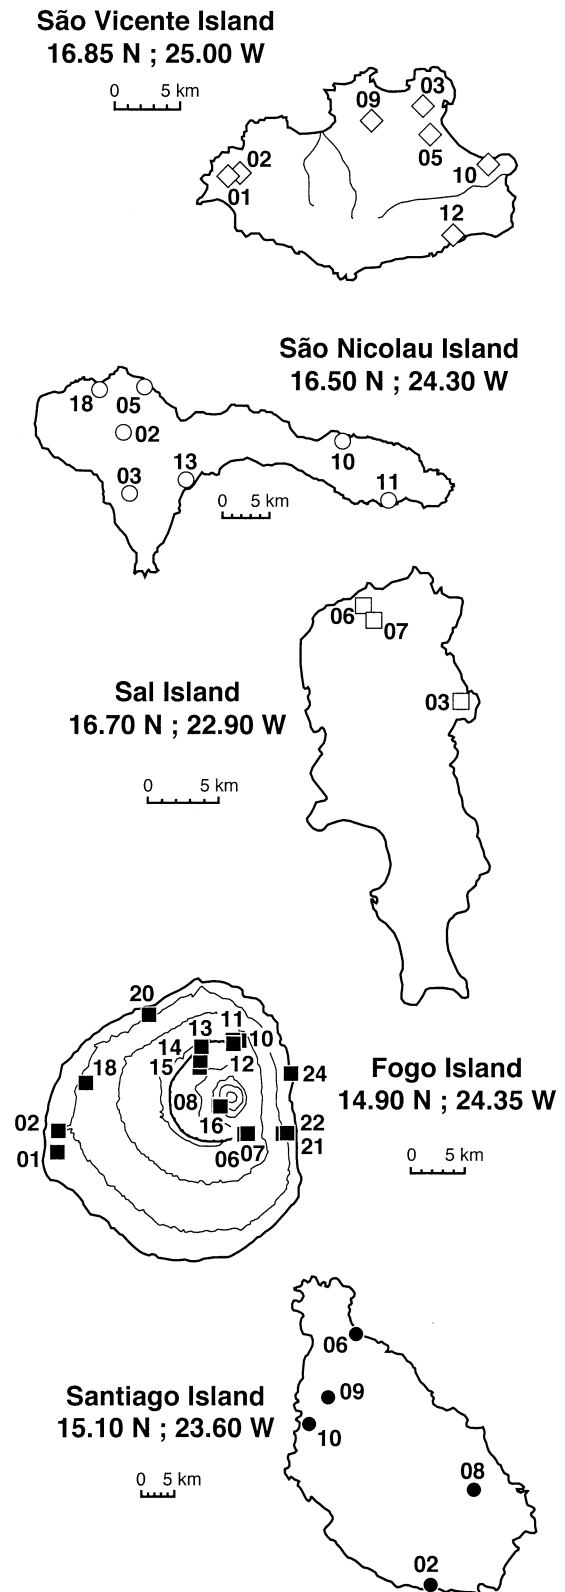 São Vicente Island
16.85 N ; 25.00 W
0 5 km
03
09
05
02
10
01
12
São Nicolau Island
16.50 N ; 24.30 W
18 05
02
10
13
03
11
0 5 km
06
07
Sal Island
16.70 N ; 22.90 W
03
0 5 km
20
11
13
10
14
15
12
18
24
08
16
02
22
01
06 07
21
Fogo Island
14.90 N ; 24.35 W
0 5 km
06
09
Santiago Island
15.10 N ; 23.60 W
10
0 5 km
08
02